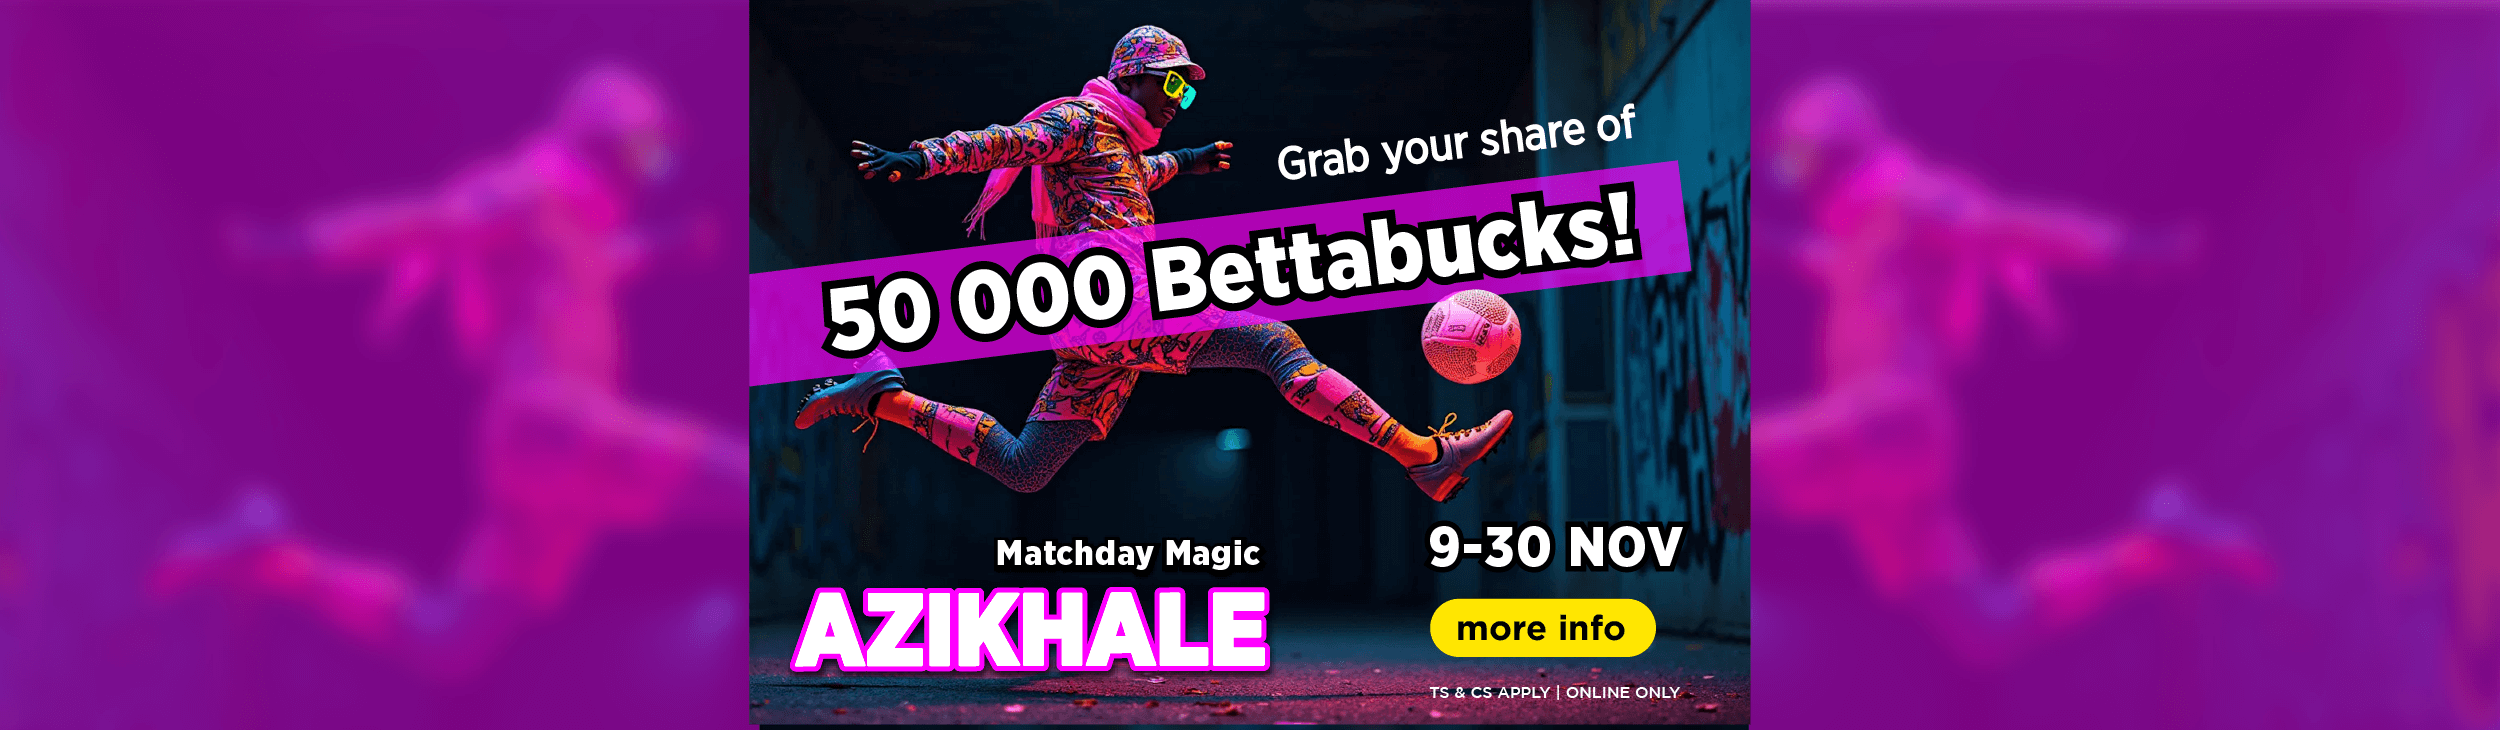 Grab your share of
50 000 Bettabucks!
Matchday Magic
AZIKHALE
9-30 NOV
more info
TS & CS APPLY | ONLINE ONLY